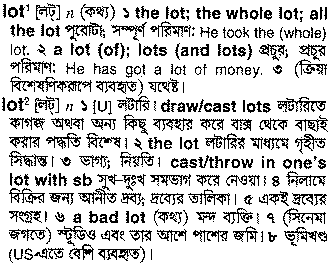 lot¹ [লট্] n (কথ্য) ১ the lot; the whole lot; all
the lot পুরোটা; সম্পূর্ণ পরিমাণ: He took the (whole)
lot. ২ a lot (of); lots (and lots) প্রচুর; প্রচুর
পরিমাণ: He has got a lot of money. ৩ (ক্রিয়া
বিশেষণিকরূপে ব্যবহৃত) যথেষ্ট।
lot² [লট্] n ১ [U] লটারি। draw/cast lots লটারিতে
কাগজ অথবা অন্য কিছু ব্যবহার করে বাক্স থেকে বাছাই
করার পদ্ধতি বিশেষ। ২ the lot লটারির মাধ্যমে গৃহীত
সিদ্ধান্ত। ৩ ভাগ্য; নিয়তি। cast/throw in one's
lot with sb সুখ-দুঃখ সমভাগ করে নেওয়া। ৪ নিলামে
বিক্রির জন্য আনীত দ্রব্য; দ্রব্যের তালিকা। ৫ একই দ্রব্যের
সংগ্রহ। ৬ a bad lot (কথ্য) মন্দ ব্যক্তি। ৭ (সিনেমা
জগতে) স্টুডিও এবং তার আশে পাশের জমি। ৮ ভূমিখণ্ড
(US-এতে বেশি ব্যবহৃত)।